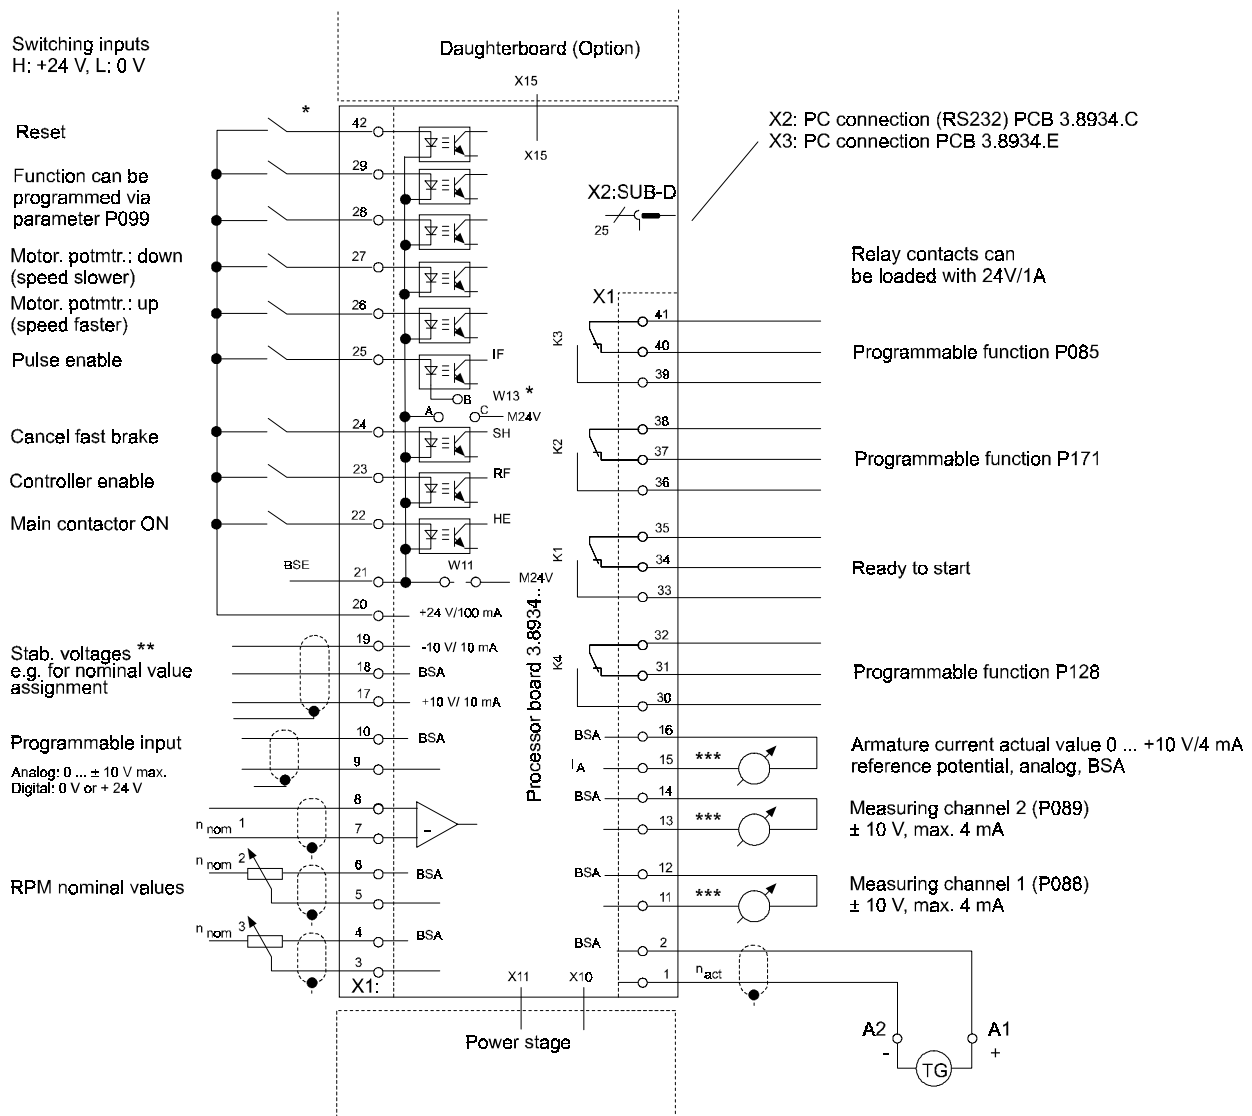 Switching inputs
H: +24 V, L: 0 V
Daughterboard (Option)
X15
X15
X2: PC connection (RS232) PCB 3.8934.C
X3: PC connection PCB 3.8934.E
*
Reset
42
Function can be
programmed via
parameter P099
29
28
Motor. potmtr.: down
(speed slower)
27
Motor. potmtr.: up
(speed faster)
26
Pulse enable
25
IF
B
W13 *
A
C
M24V
Cancel fast brake
24
SH
Controller enable
23
RF
Main contactor ON
22
HE
BSE
21
W11
M24V
20
+24 V/100 mA
Stab. voltages **
e.g. for nominal value
assignment
19
-10 V/ 10 mA
18
BSA
17
+10 V/ 10 mA
Programmable input
Analog: 0 ... ± 10 V max.
Digital: 0 V or + 24 V
10
BSA
9
8
n nom 1
7
-
n nom 2
6
BSA
RPM nominal values
5
n nom 3
4
BSA
3
X1:
Processor board 3.8934..
X2:SUB-D
25
Relay contacts can
be loaded with 24V/1A
X1
41
K3
40
39
Programmable function P085
38
K2
37
36
Programmable function P171
35
K1
34
33
Ready to start
32
K4
31
30
Programmable function P128
BSA
16
IA
15
***
Armature current actual value 0 ... +10 V/4 mA
reference potential, analog, BSA
BSA
14
13
***
Measuring channel 2 (P089)
± 10 V, max. 4 mA
BSA
12
11
***
Measuring channel 1 (P088)
± 10 V, max. 4 mA
BSA
2
1
n act
X11
X10
Power stage
A2
-
A1
+
TG